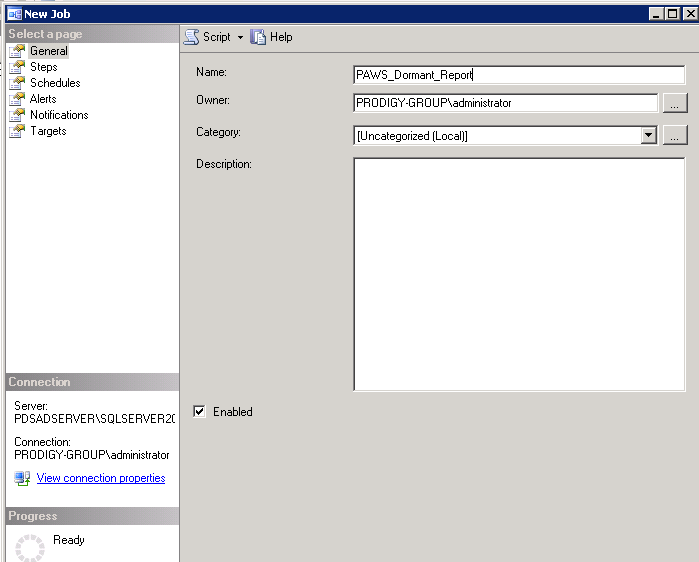 New Job
Select a page
General
Steps
Schedules
Alerts
Notifications
Targets
Script
Help
Name:
PAWS_Dormant_Report
Owner:
PRODIGY-GROUP\administrator
...
Category:
[Uncategorized (Local)]
...
Description:
Enabled
Connection
Server:
PDSADSERVER\SQLSERVER20
Connection:
PRODIGY-GROUP\administrator
View connection properties
Progress
Ready